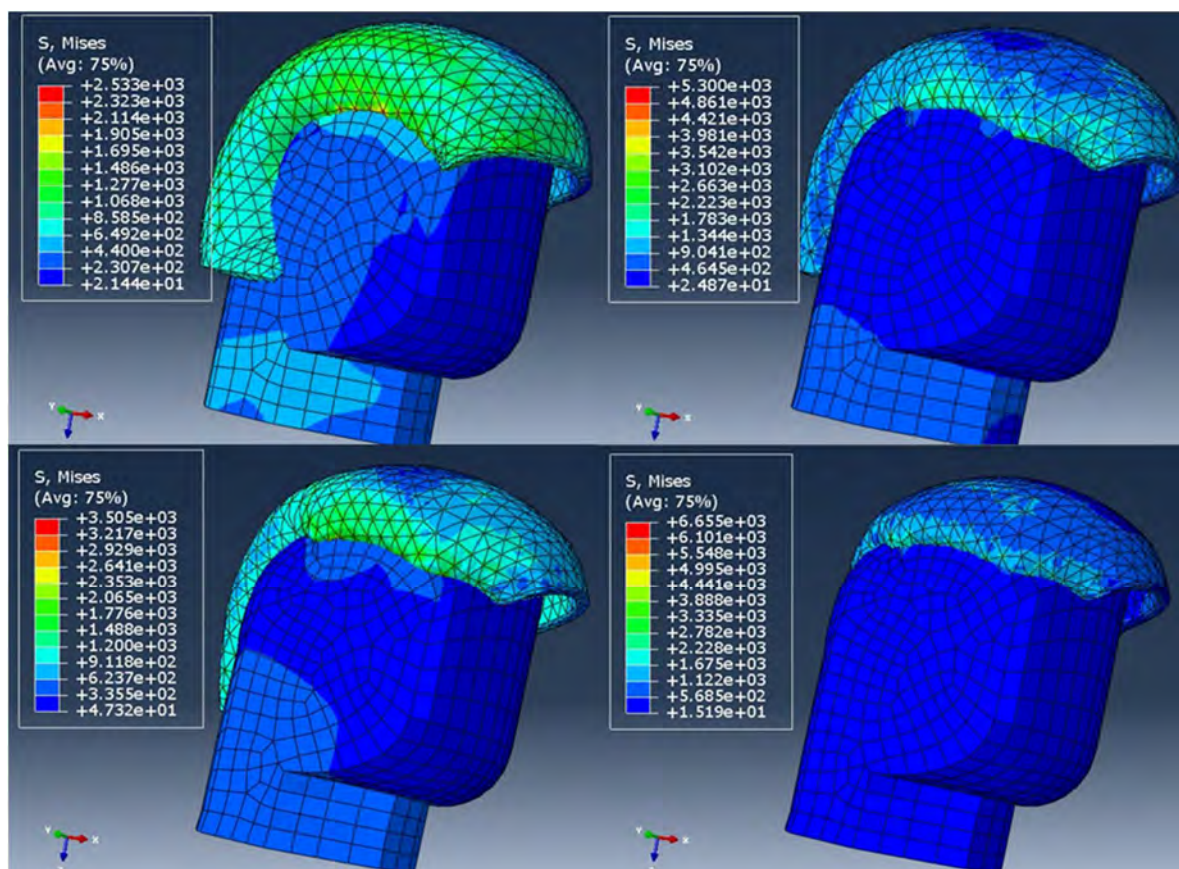 S, Mises
(Avg: 75%)
+2.533e+03
+2.323e+03
+2.114e+03
+1.905e+03
+1.695e+03
+1.486e+03
+1.277e+03
+1.068e+03
+8.585e+02
+6.492e+02
+4.400e+02
+2.307e+02
+2.144e+01
Y
X
S, Mises
(Avg: 75%)
+5.300e+03
+4.861e+03
+4.421e+03
+3.981e+03
+3.542e+03
+3.102e+03
+2.663e+03
+2.223e+03
+1.783e+03
+1.344e+03
+9.041e+02
+4.645e+02
+2.487e+01
Y
X
S, Mises
(Avg: 75%)
+3.505e+03
+3.217e+03
+2.929e+03
+2.641e+03
+2.353e+03
+2.065e+03
+1.776e+03
+1.488e+03
+1.200e+03
+9.118e+02
+6.237e+02
+3.355e+02
+4.732e+01
Y
X
S, Mises
(Avg: 75%)
+6.655e+03
+6.101e+03
+5.548e+03
+4.995e+03
+4.441e+03
+3.888e+03
+3.335e+03
+2.782e+03
+2.228e+03
+1.675e+03
+1.122e+03
+5.685e+02
+1.519e+01
Y
X